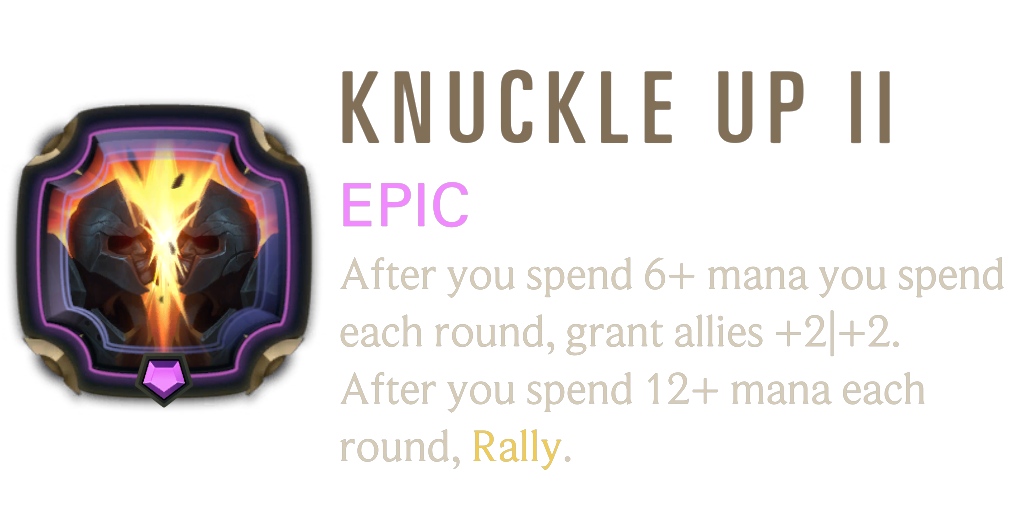 KNUCKLE UP II
EPIC
After you spend 6+ mana you spend
each round, grant allies +2|+2.
After you spend 12+ mana each
round, Rally.